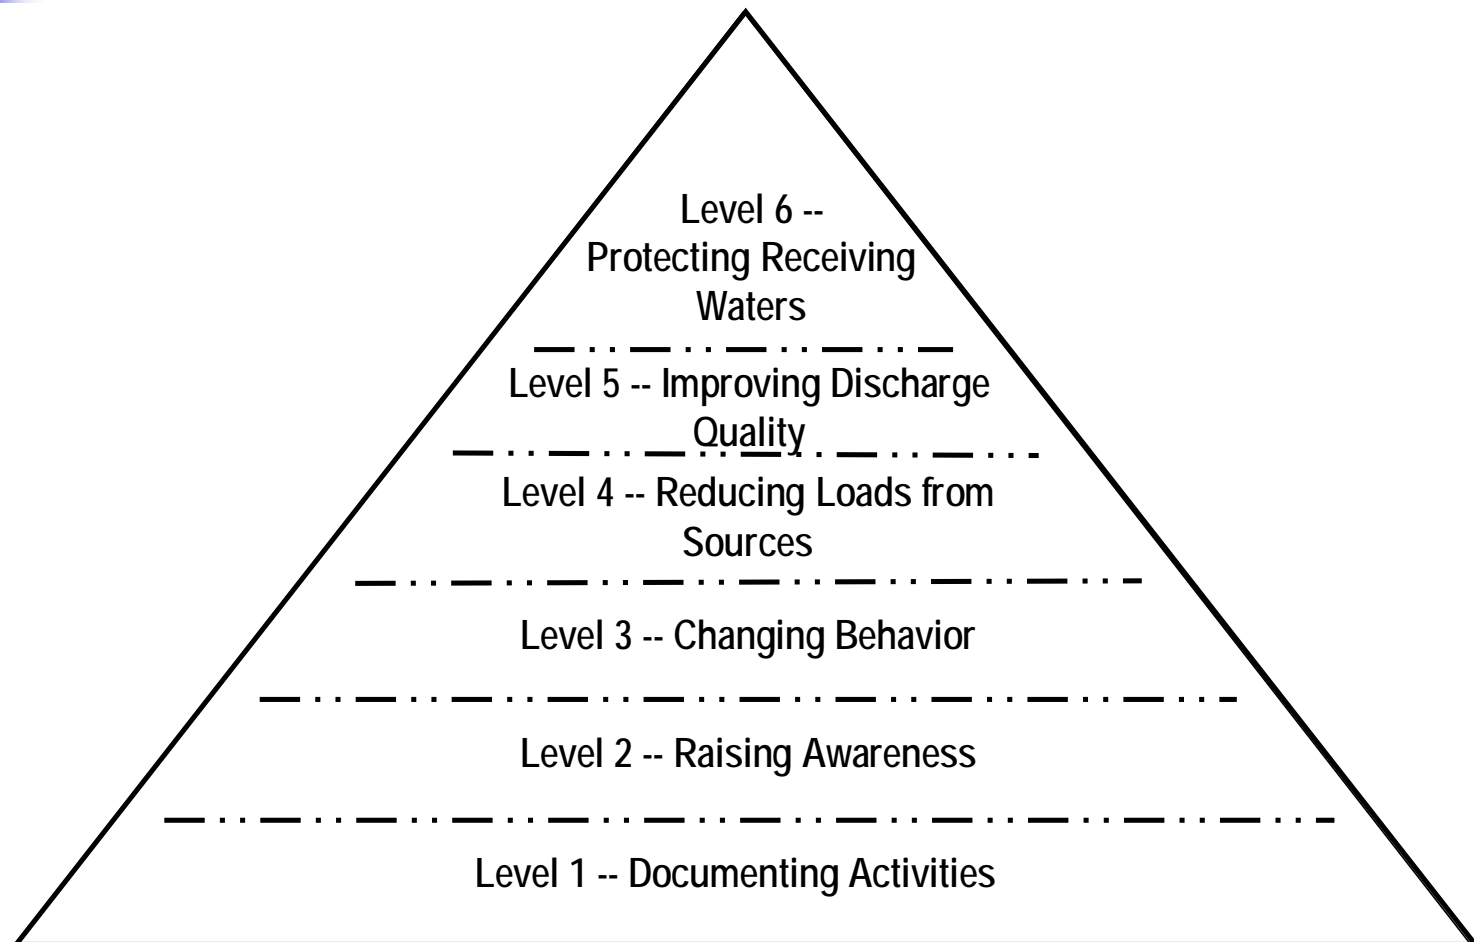 Level 6 --
Protecting Receiving
Waters
Level 5 -- Improving Discharge
Quality
Level 4 -- Reducing Loads from
Sources
Level 3 -- Changing Behavior
Level 2 -- Raising Awareness
Level 1 -- Documenting Activities